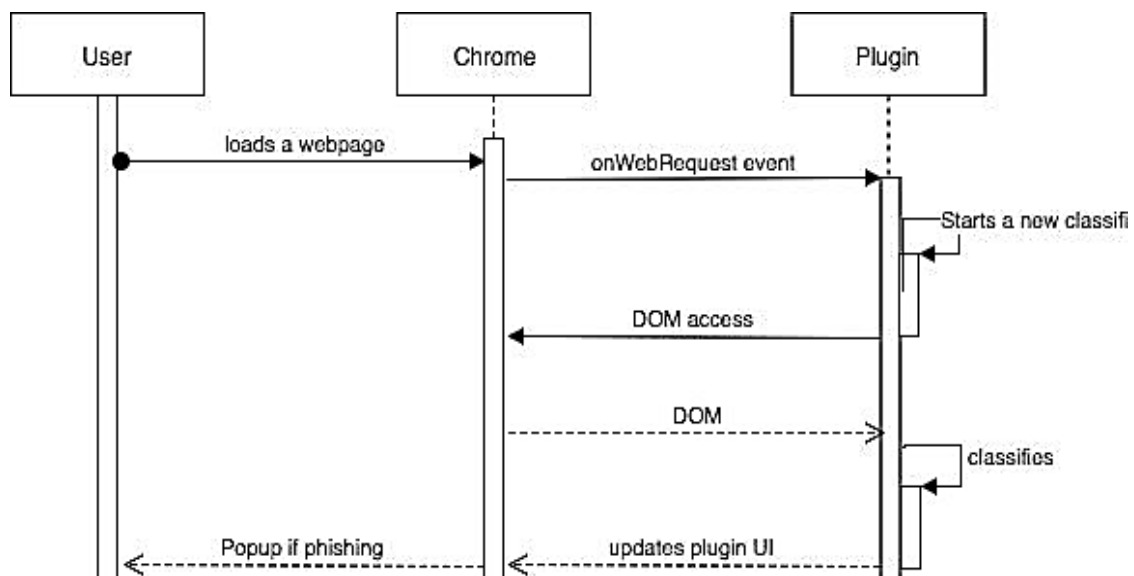 User
Chrome
Plugin
loads a webpage
onWebRequest event
Starts a new classifi
DOM access
DOM
classifies
Popup if phishing
updates plugin UI